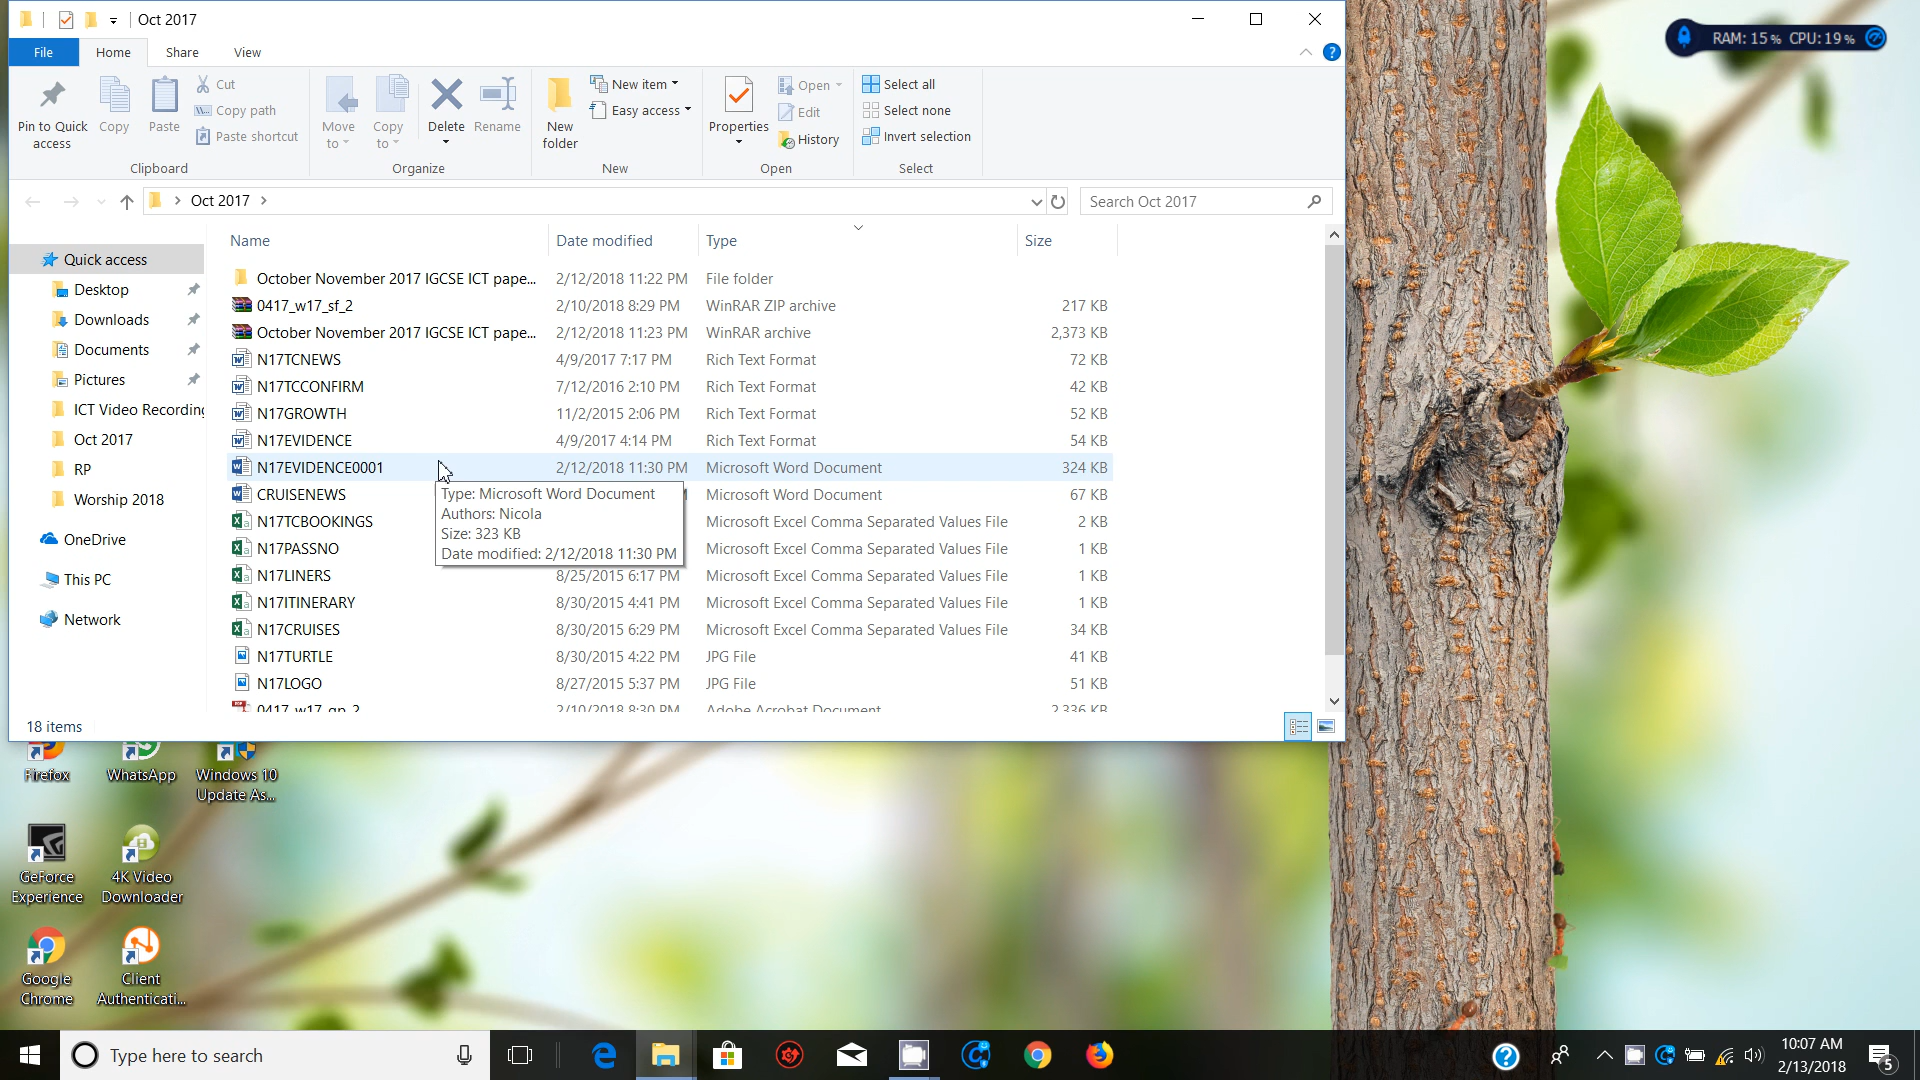 Oct 2017
RAM: 15 % CPU: 19 %
File Home Share View
Pin to Quick access
Copy
Paste
Cut
Copy path
Paste shortcut
Clipboard
Move to
Copy to
Delete
Rename
Organize
New folder
New item
Easy access
New
Properties
Open
Edit
History
Open
Select all
Select none
Invert selection
Select
Oct 2017
Search Oct 2017
Quick access
Desktop
Downloads
Documents
Pictures
ICT Video Recording
Oct 2017
RP
Worship 2018
OneDrive
This PC
Network
Name Date modified Type Size
October November 2017 IGCSE ICT pape... 2/12/2018 11:22 PM File folder
0417_w17_sf_2 2/10/2018 8:29 PM WinRAR ZIP archive 217 KB
October November 2017 IGCSE ICT pape... 2/12/2018 11:23 PM WinRAR archive 2,373 KB
N17TCNEWS 4/9/2017 7:17 PM Rich Text Format 72 KB
N17TCCONFIRM 7/12/2016 2:10 PM Rich Text Format 42 KB
N17GROWTH 11/2/2015 2:06 PM Rich Text Format 52 KB
N17EVIDENCE 4/9/2017 4:14 PM Rich Text Format 54 KB
N17EVIDENCE0001 2/12/2018 11:30 PM Microsoft Word Document 324 KB
CRUISENEWS Microsoft Word Document 67 KB
N17TCBOOKINGS Microsoft Excel Comma Separated Values File 2 KB
N17PASSNO Microsoft Excel Comma Separated Values File 1 KB
N17LINERS 8/25/2015 6:17 PM Microsoft Excel Comma Separated Values File 1 KB
N17ITINERARY 8/30/2015 4:41 PM Microsoft Excel Comma Separated Values File 1 KB
N17CRUISES 8/30/2015 6:29 PM Microsoft Excel Comma Separated Values File 34 KB
N17TURTLE 8/30/2015 4:22 PM JPG File 41 KB
N17LOGO 8/27/2015 5:37 PM JPG File 51 KB
0417_w17_qp_2 2/10/2018 8:30 PM Adobe Acrobat Document 2,336 KB
Type: Microsoft Word Document
Authors: Nicola
Size: 323 KB
Date modified: 2/12/2018 11:30 PM
18 items
Firefox
WhatsApp
Windows 10
Update As...
GeForce
Experience
4K Video
Downloader
Google
Chrome
Client
Authenticati...
Type here to search
10:07 AM
2/13/2018
5